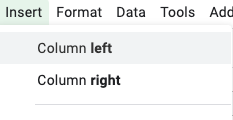 Insert Format Data Tools Add
Column left
Column right